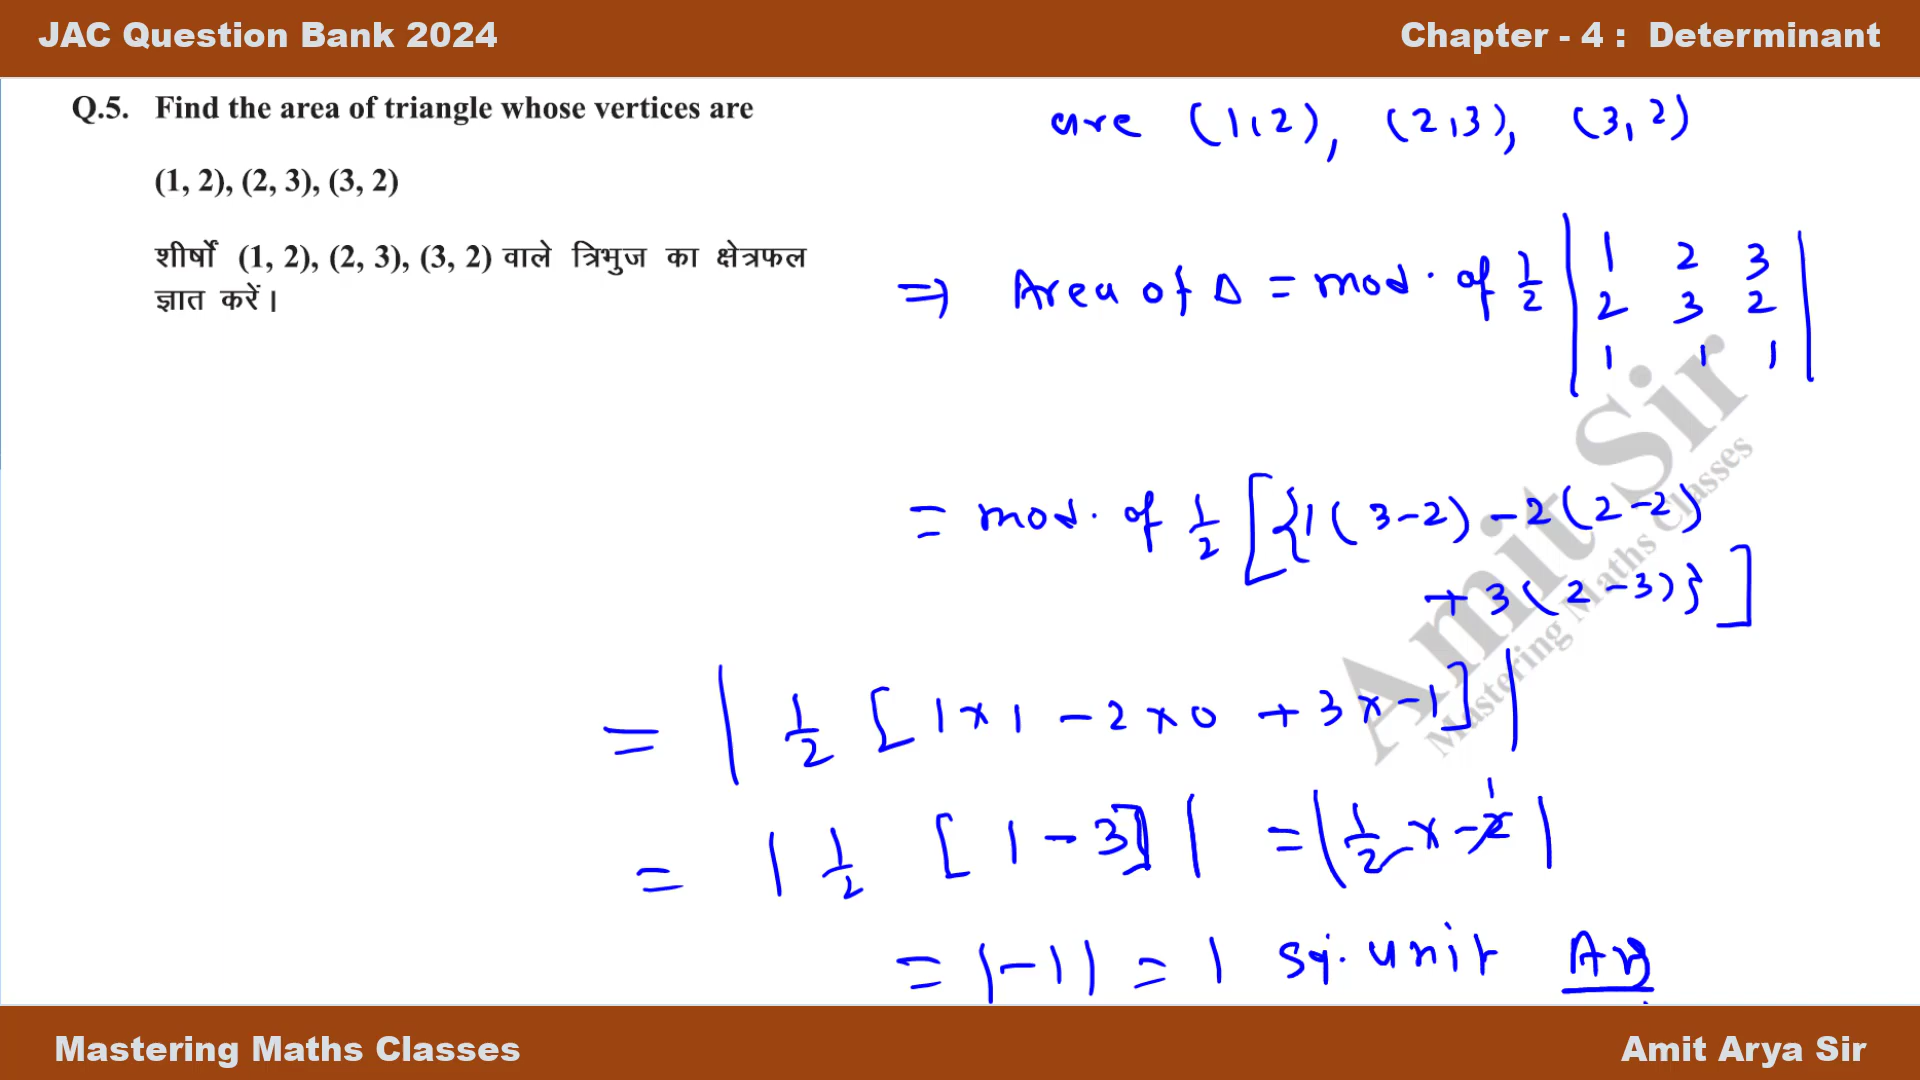 JAC Question Bank 2024
Chapter - 4 : Determinant
Q.5. Find the area of triangle whose vertices are
(1, 2), (2, 3), (3, 2)
शीर्षों (1, 2), (2, 3), (3, 2) वाले त्रिभुज का क्षेत्रफल
ज्ञात करें।
are (1,2), (2,3), (3,2)
⇒ Area of Δ = mod. of 1/2 | 1 2 3
2 3 2
1 1 1 |
= mod. of 1/2 [{1(3-2) -2(2-2)
+ 3(2-3)}]
= | 1/2 [1×1 - 2×0 + 3×-1] |
= | 1/2 [1-3] | = | 1/2 × -2 | 1
= |-1| = 1 Sq. unit Ans
Amit Sir
Mastering Maths Classes
Mastering Maths Classes
Amit Arya Sir